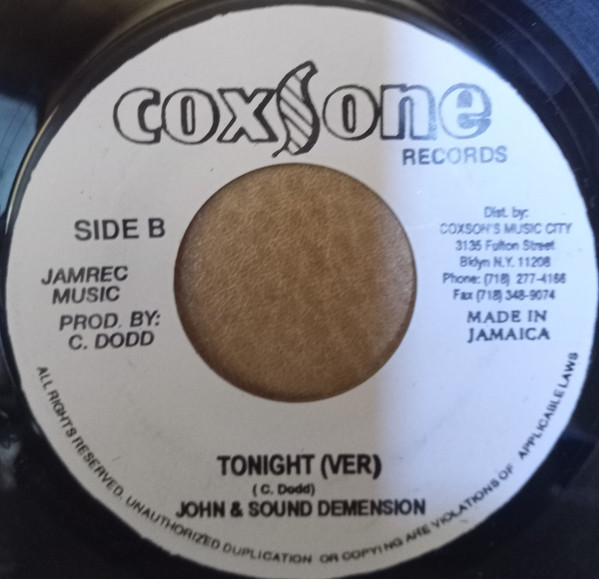 coxsone
RECORDS
SIDE B
JAMREC
MUSIC
PROD. BY:
C. DODD
Dist. by:
COXSON'S MUSIC CITY
3135 Fulton Street
Bklyn N.Y. 11208
Phone: (718) 277-4166
Fax (718) 348-9074
MADE IN
JAMAICA
TONIGHT (VER)
( C. Dodd)
JOHN & SOUND DEMENSION
ALL RIGHTS RESERVED. UNAUTHORIZED DUPLICATION OR COPYING ARE VIOLATIONS OF APPLICABLE LAWS